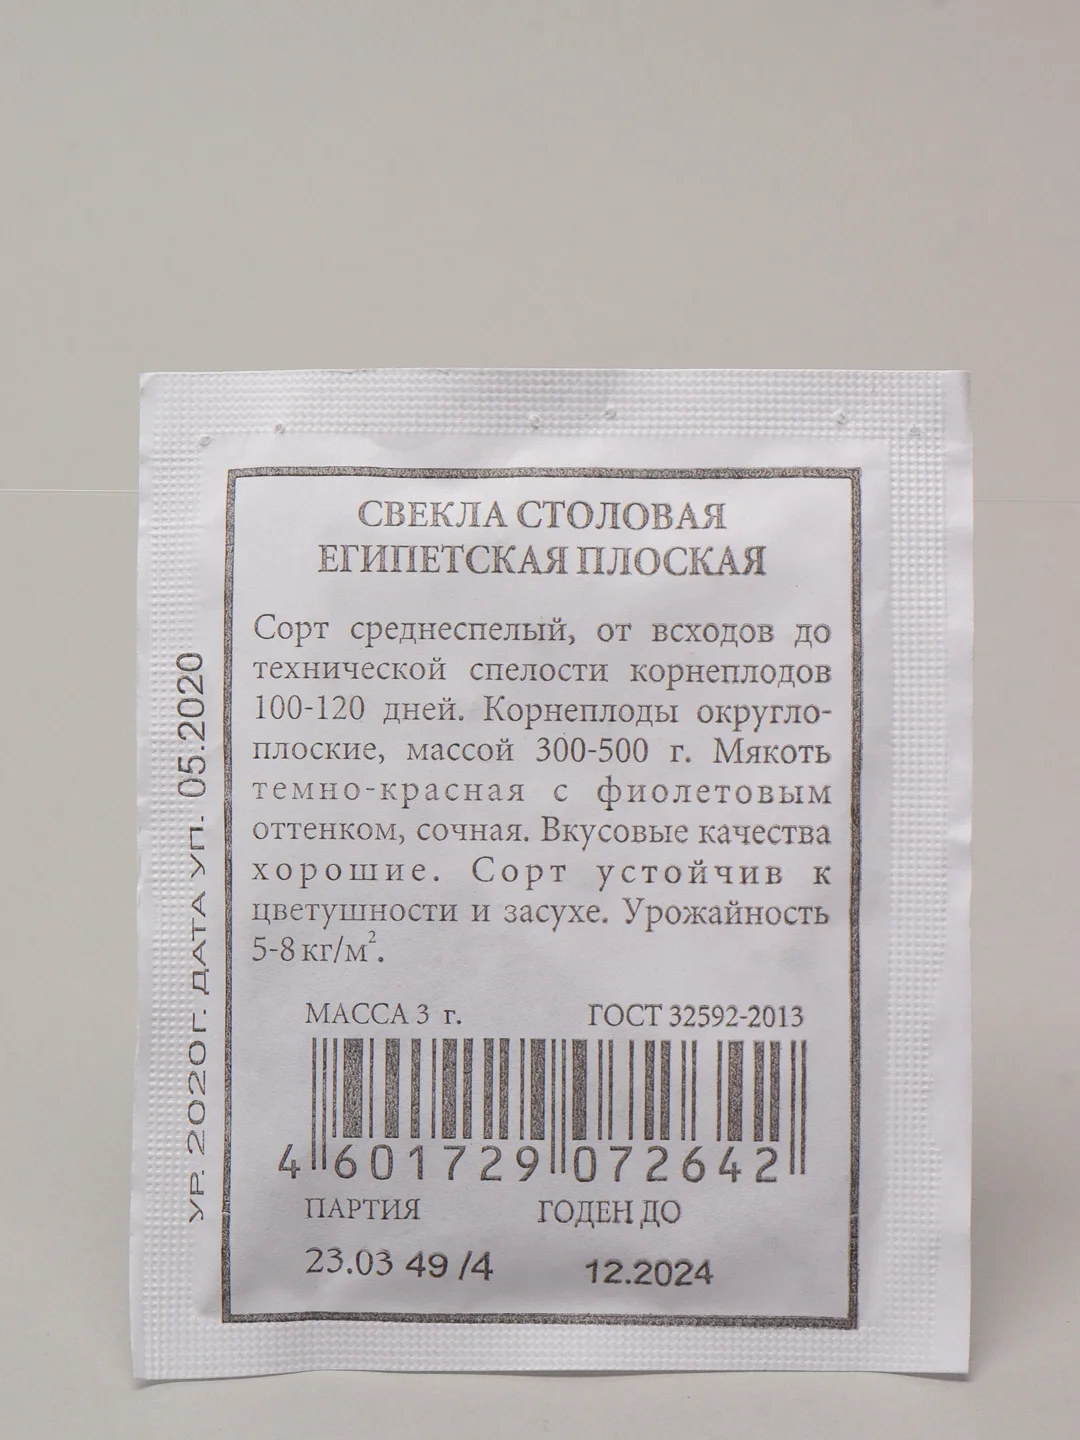 СВЕКЛА СТОЛОВАЯ
ЕГИПЕТСКАЯ ПЛОСКАЯ
Сорт среднеспелый, от всходов до
технической спелости корнеплодов
100-120 дней. Корнеплоды округло-
плоские, массой 300-500 г. Мякоть
темно-красная с фиолетовым
оттенком, сочная. Вкусовые качества
хорошие. Сорт устойчив к
цветушности и засухе. Урожайность
5-8 кг/м².
МАССА 3 г. ГОСТ 32592-2013
4 601729 072642
ПАРТИЯ ГОДЕН ДО
23.03 49 /4 12.2024
УР. 2020 г. ДАТА УП. 05.2020